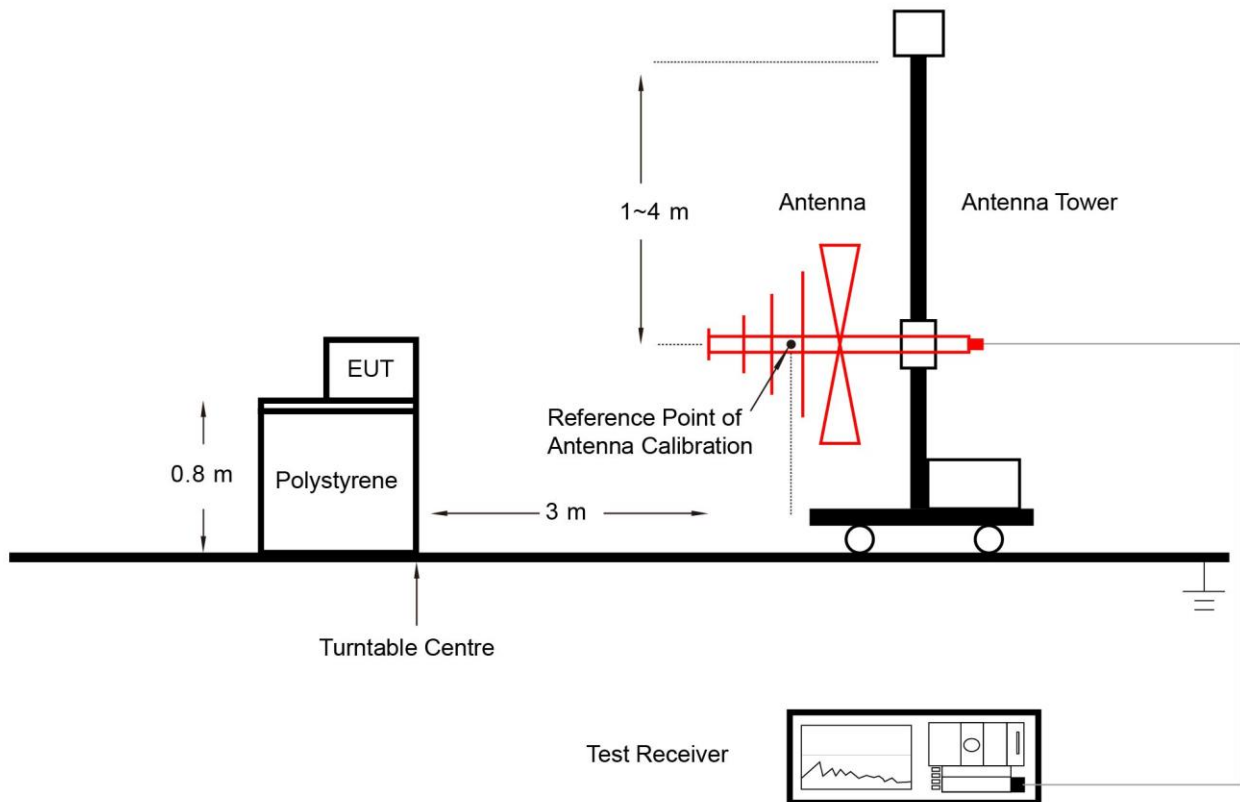 1~4 m
Antenna
Antenna Tower
EUT
Reference Point of
Antenna Calibration
0.8 m
Polystyrene
3 m
Turntable Centre
Test Receiver